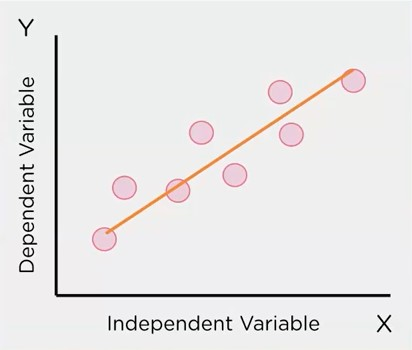 Y
Dependent Variable
Independent Variable
X